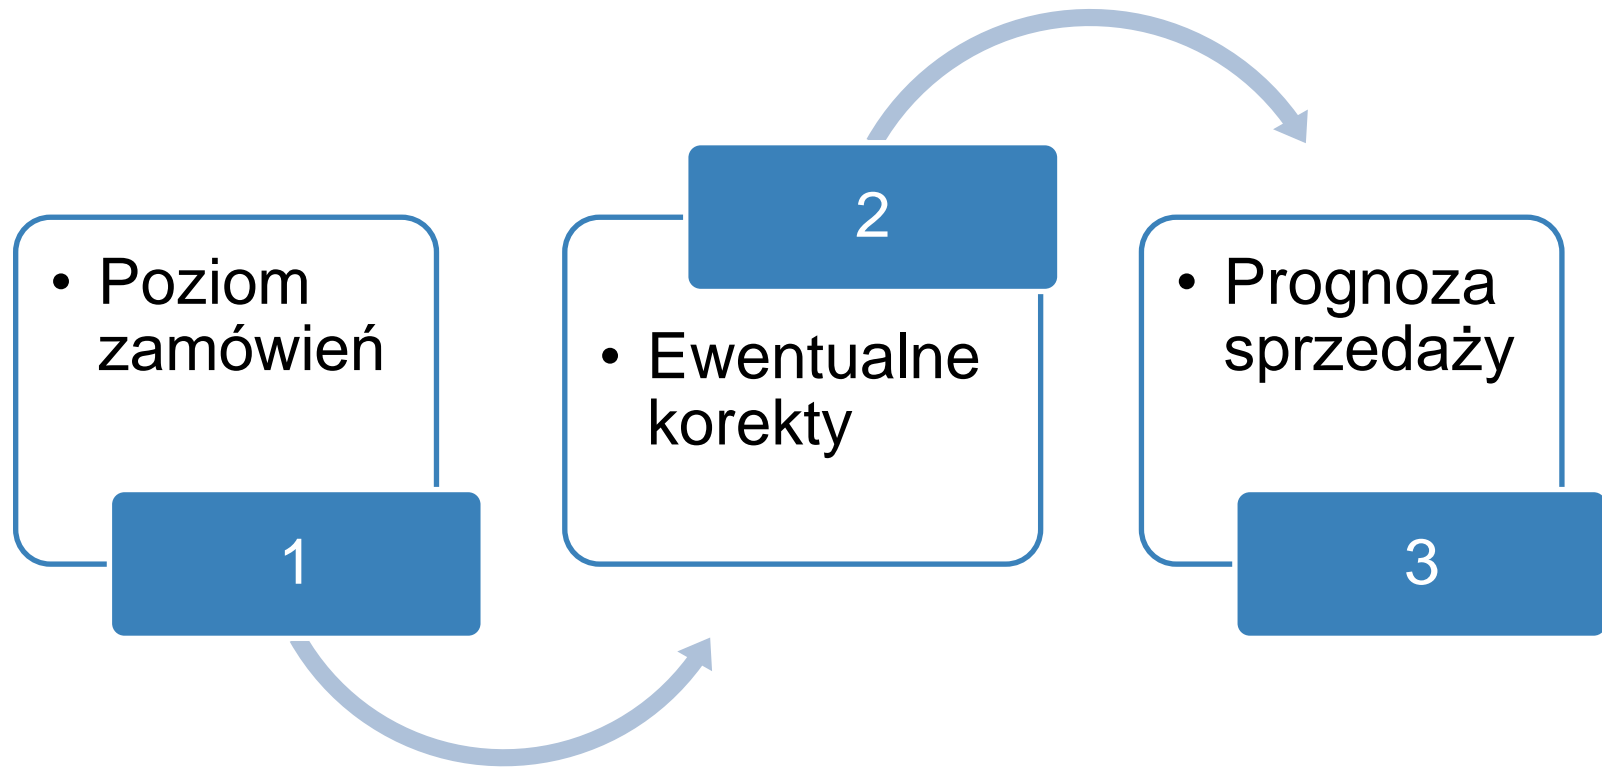 • Poziom
zamówień
1
2
• Ewentualne
korekty
• Prognoza
sprzedaży
3